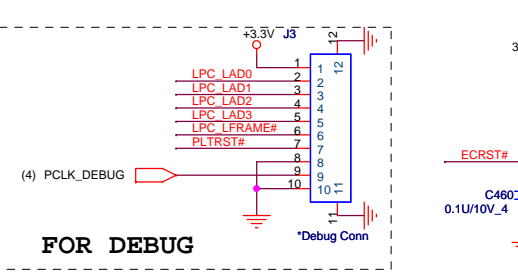 +3.3V J3
12
1 1 12
LPC_LAD0 2 2
LPC_LAD1 3 3
LPC_LAD2 4 4
LPC_LAD3 5 5
LPC_LFRAME# 6 6
PLTRST# 7 7
8 8
(4) PCLK_DEBUG 9 9
10 10 11
11
*Debug Conn
FOR DEBUG
3
ECRST#
C460
0.1U/10V_4